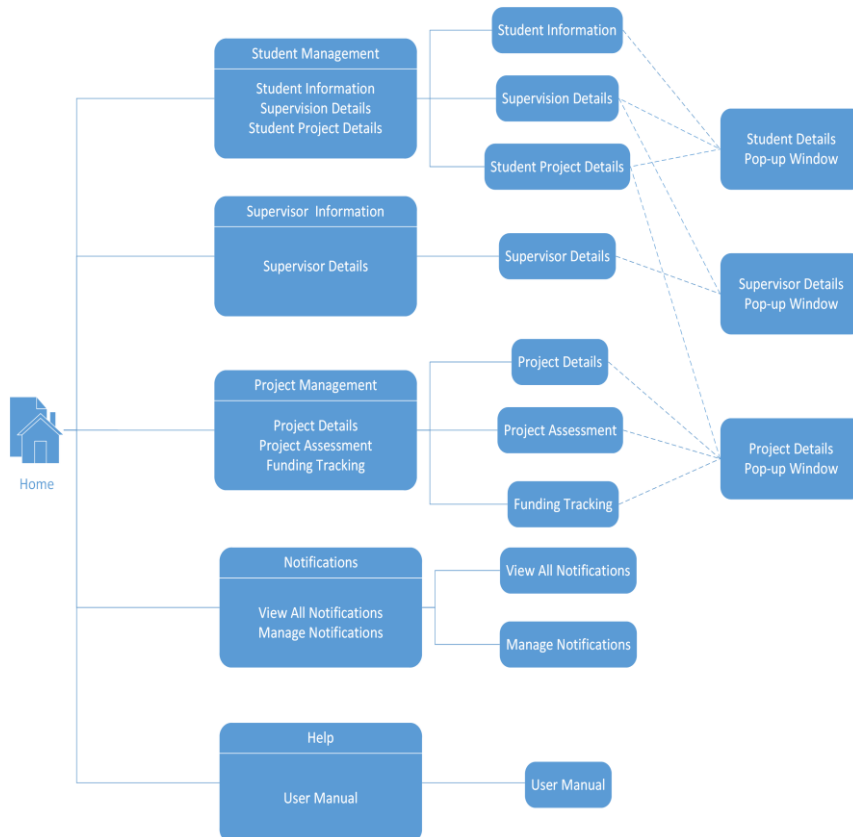 Student Management
Student Information
Supervision Details
Student Project Details
Student Information
Supervision Details
Student Project Details
Student Details
Pop-up Window
Supervisor Information
Supervisor Details
Supervisor Details
Supervisor Details
Pop-up Window
Home
Project Management
Project Details
Project Assessment
Funding Tracking
Project Details
Project Assessment
Funding Tracking
Project Details
Pop-up Window
Notifications
View All Notifications
Manage Notifications
View All Notifications
Manage Notifications
Help
User Manual
User Manual